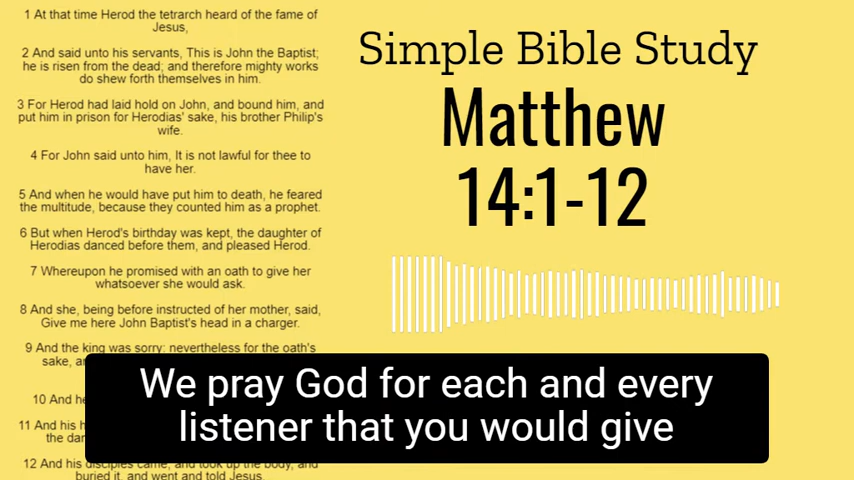 1 At that time Herod the tetrarch heard of the fame of
Jesus,
2 And said unto his servants, This is John the Baptist;
he is risen from the dead; and therefore mighty works
do shew forth themselves in him.
3 For Herod had laid hold on John, and bound him, and
put him in prison for Herodias' sake, his brother Philip's
wife.
4 For John said unto him, It is not lawful for thee to
have her.
5 And when he would have put him to death, he feared
the multitude, because they counted him as a prophet.
6 But when Herod's birthday was kept, the daughter of
Herodias danced before them, and pleased Herod.
7 Whereupon he promised with an oath to give her
whatsoever she would ask.
8 And she, being before instructed of her mother, said,
Give me here John Baptist's head in a charger.
9 And the king was sorry: nevertheless for the oath's
sake,
10 And
11 And his
the
12 And his disciples came, and took up the body, and
buried it, and went and told Jesus.
Simple Bible Study
Matthew
14:1-12
We pray God for each and every
listener that you would give